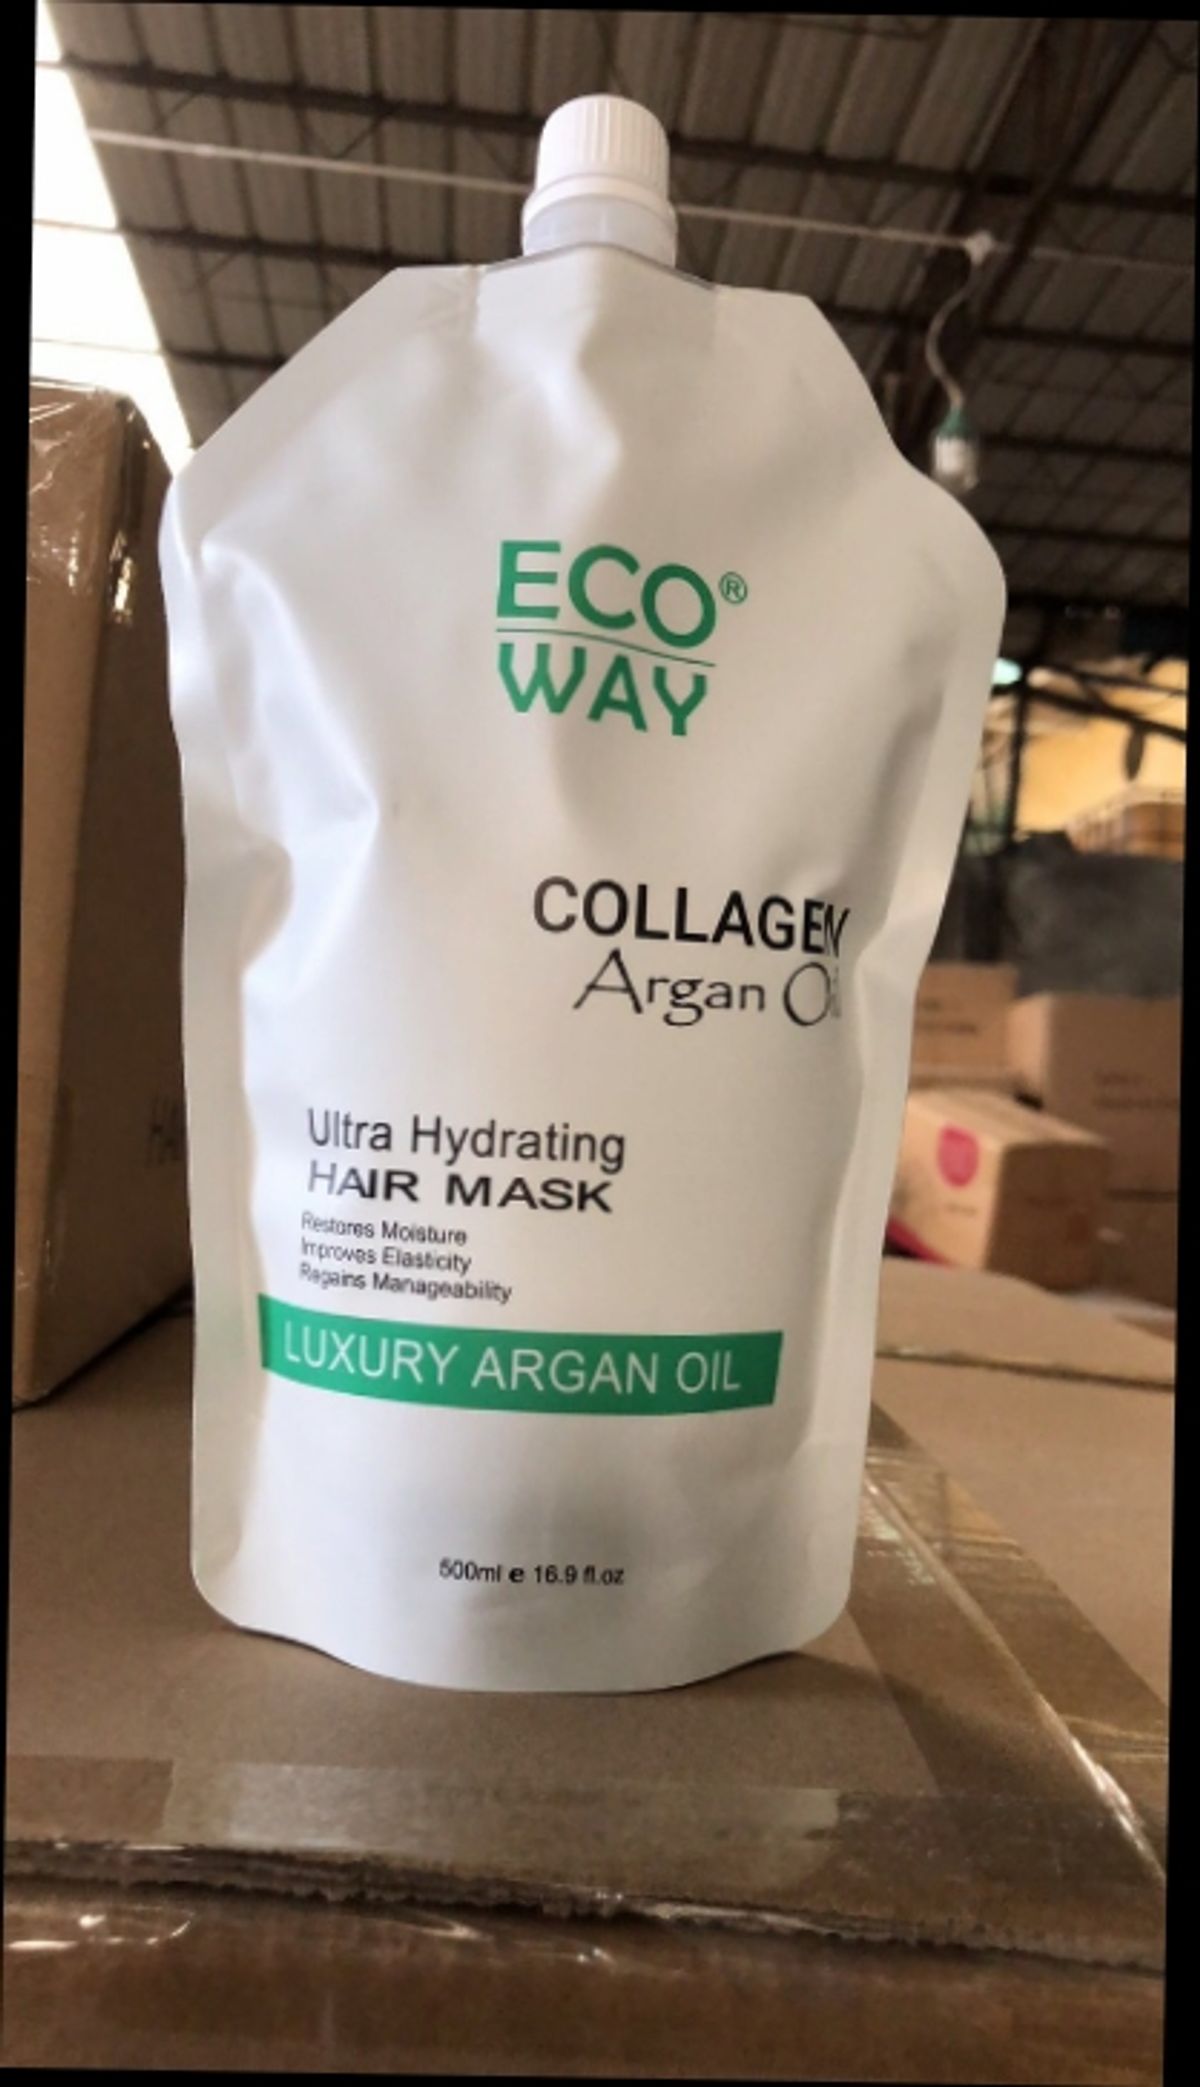 ECO®
WAY
COLLAGEN
Argan Oil
Ultra Hydrating
HAIR MASK
Restores Moisture
Improves Elasticity
Regains Manageability
LUXURY ARGAN OIL
500ml e 16.9 fl.oz